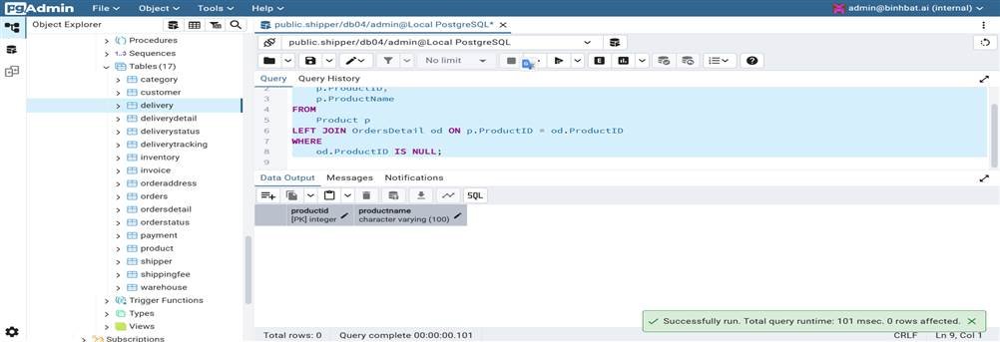 pgAdmin File Object Tools Help admin@binhbat.ai (internal)
Object Explorer
public.shipper/db04/admin@Local PostgreSQL*
Procedures
1..3 Sequences
Tables (17)
category
customer
delivery
deliverydetail
deliverystatus
deliverytracking
inventory
invoice
orderaddress
orders
ordersdetail
orderstatus
payment
product
shipper
shippingfee
warehouse
Trigger Functions
Types
Views
Subscriptions
public.shipper/db04/admin@Local PostgreSQL
No limit
E
Query Query History
2 p.ProductID,
3 p.ProductName
4 FROM
5 Product p
6 LEFT JOIN OrdersDetail od ON p.ProductID = od.ProductID
7 WHERE
8 od.ProductID IS NULL;
9
Data Output Messages Notifications
SQL
productid
[PK] integer
productname
character varying (100)
Successfully run. Total query runtime: 101 msec. 0 rows affected.
Total rows: 0 Query complete 00:00:00.101 CRLF Ln 9, Col 1